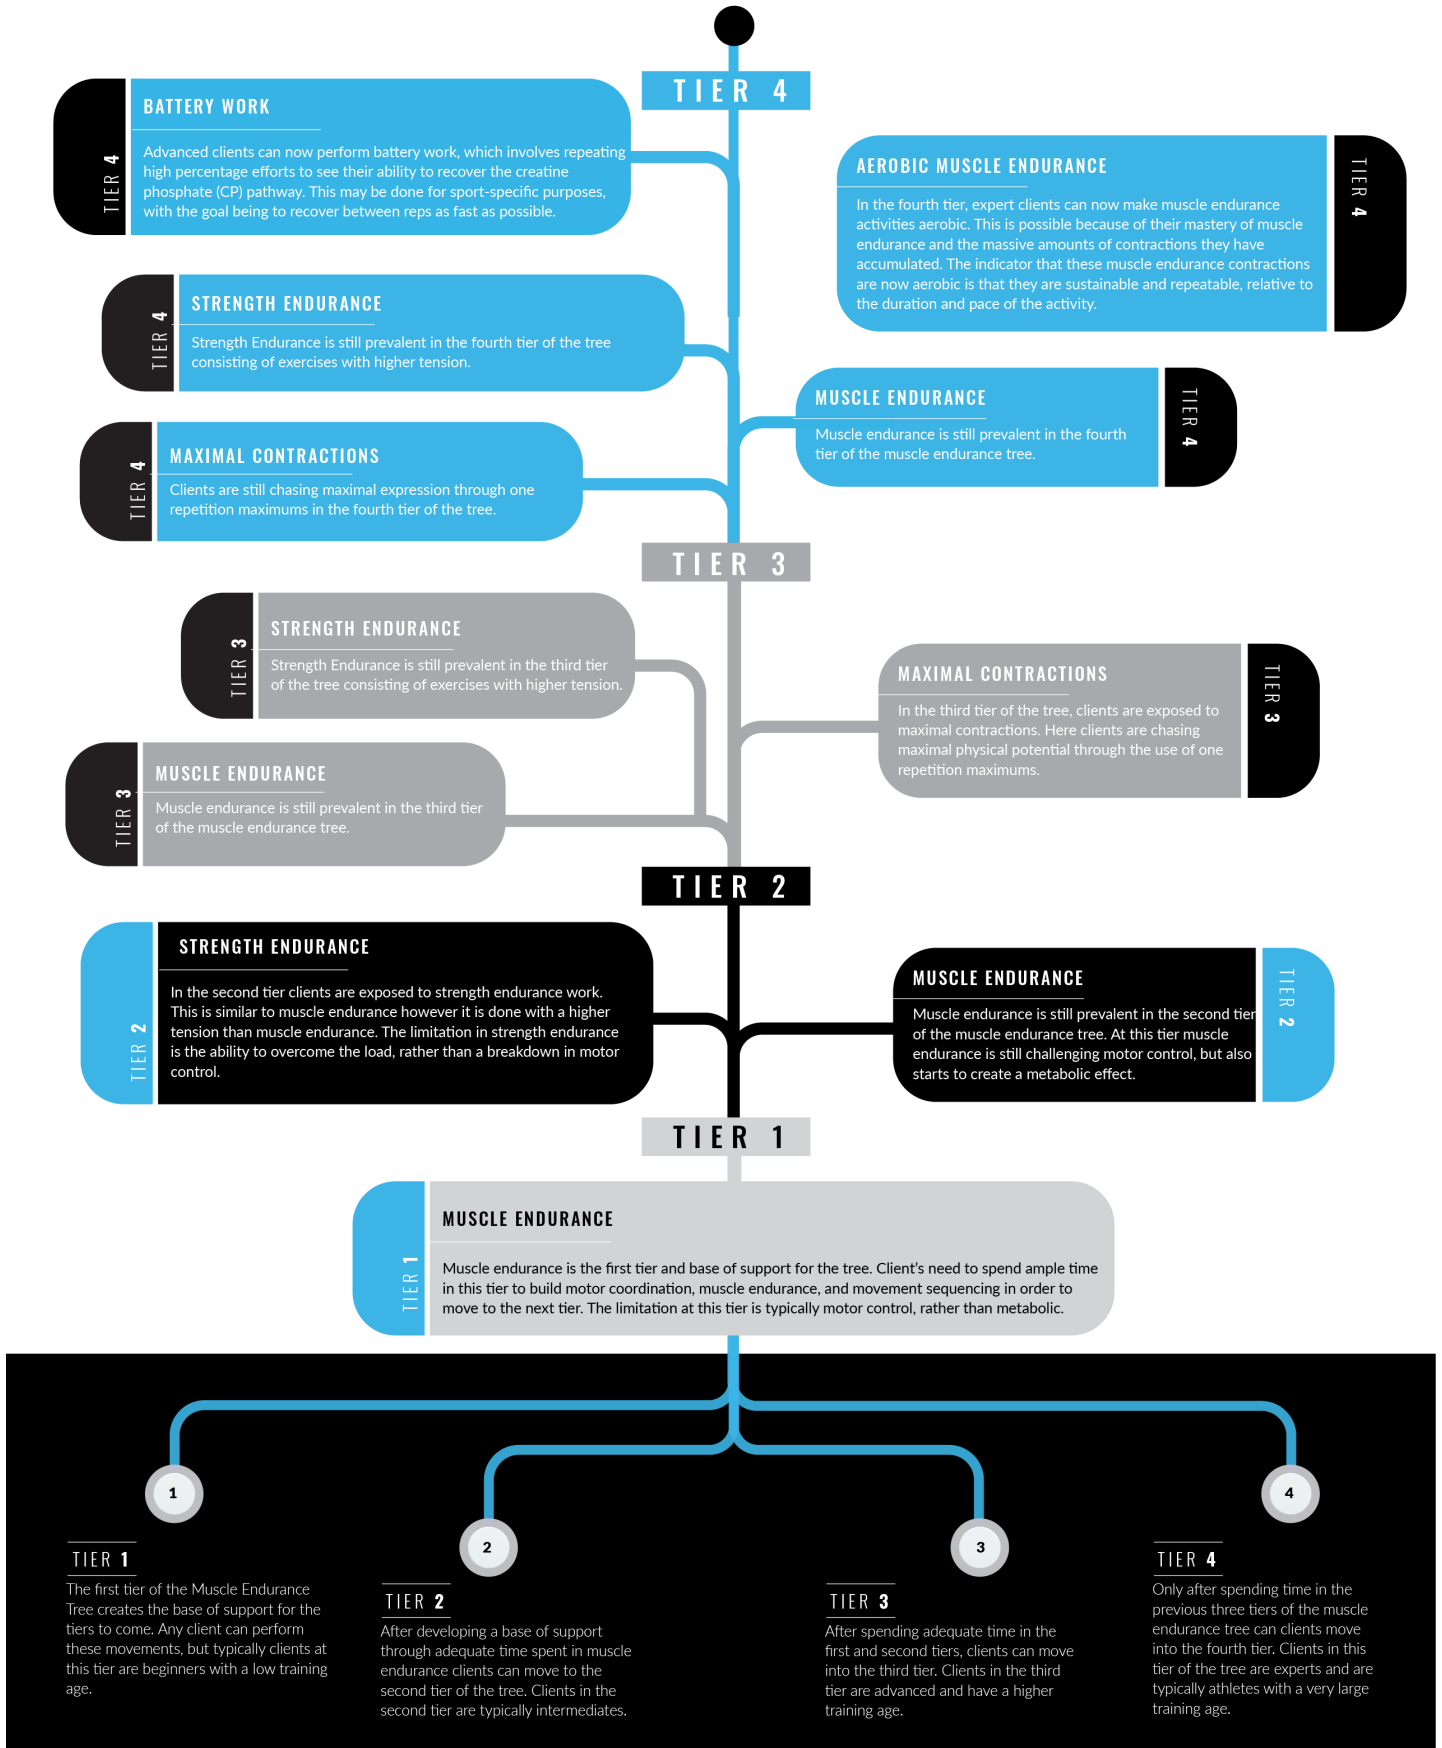 TIER 4
BATTERY WORK
Advanced clients can now perform battery work, which involves repeating
high percentage efforts to see their ability to recover the creatine
phosphate (CP) pathway. This may be done for sport-specific purposes,
with the goal being to recover between reps as fast as possible.
TIER 4
AEROBIC MUSCLE ENDURANCE
In the fourth tier, expert clients can now make muscle endurance
activities aerobic. This is possible because of their mastery of muscle
endurance and the massive amounts of contractions they have
accumulated. The indicator that these muscle endurance contractions
are now aerobic is that they are sustainable and repeatable, relative to
the duration and pace of the activity.
TIER 4
STRENGTH ENDURANCE
Strength Endurance is still prevalent in the fourth tier of the tree
consisting of exercises with higher tension.
TIER 4
MUSCLE ENDURANCE
Muscle endurance is still prevalent in the fourth
tier of the muscle endurance tree.
TIER 4
MAXIMAL CONTRACTIONS
Clients are still chasing maximal expression through one
repetition maximums in the fourth tier of the tree.
TIER 4
TIER 3
STRENGTH ENDURANCE
Strength Endurance is still prevalent in the third tier
of the tree consisting of exercises with higher tension.
TIER 3
MAXIMAL CONTRACTIONS
In the third tier of the tree, clients are exposed to
maximal contractions. Here clients are chasing
maximal physical potential through the use of one
repetition maximums.
TIER 3
MUSCLE ENDURANCE
Muscle endurance is still prevalent in the third tier
of the muscle endurance tree.
TIER 3
TIER 2
STRENGTH ENDURANCE
In the second tier clients are exposed to strength endurance work.
This is similar to muscle endurance however it is done with a higher
tension than muscle endurance. The limitation in strength endurance
is the ability to overcome the load, rather than a breakdown in motor
control.
TIER 2
MUSCLE ENDURANCE
Muscle endurance is still prevalent in the second tier
of the muscle endurance tree. At this tier muscle
endurance is still challenging motor control, but also
starts to create a metabolic effect.
TIER 2
TIER 1
MUSCLE ENDURANCE
Muscle endurance is the first tier and base of support for the tree. Client's need to spend ample time
in this tier to build motor coordination, muscle endurance, and movement sequencing in order to
move to the next tier. The limitation at this tier is typically motor control, rather than metabolic.
TIER 1
1
TIER 1
The first tier of the Muscle Endurance
Tree creates the base of support for the
tiers to come. Any client can perform
these movements, but typically clients at
this tier are beginners with a low training
age.
2
TIER 2
After developing a base of support
through adequate time spent in muscle
endurance clients can move to the
second tier of the tree. Clients in the
second tier are typically intermediates.
3
TIER 3
After spending adequate time in the
first and second tiers, clients can move
into the third tier. Clients in the third
tier are advanced and have a higher
training age.
4
TIER 4
Only after spending time in the
previous three tiers of the muscle
endurance tree can clients move
into the fourth tier. Clients in this
tier of the tree are experts and are
typically athletes with a very large
training age.